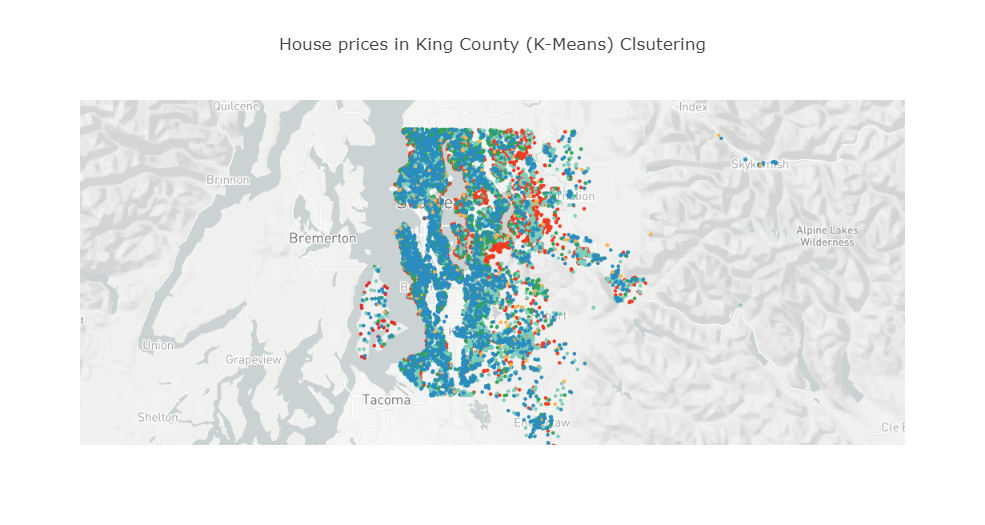 House prices in King County (K-Means) Clsutering
Quilcene
Index
Skykomish
Brinnon
Alpine Lakes
Wilderness
Bremerton
Union
Grapeview
Tacoma
Shelton